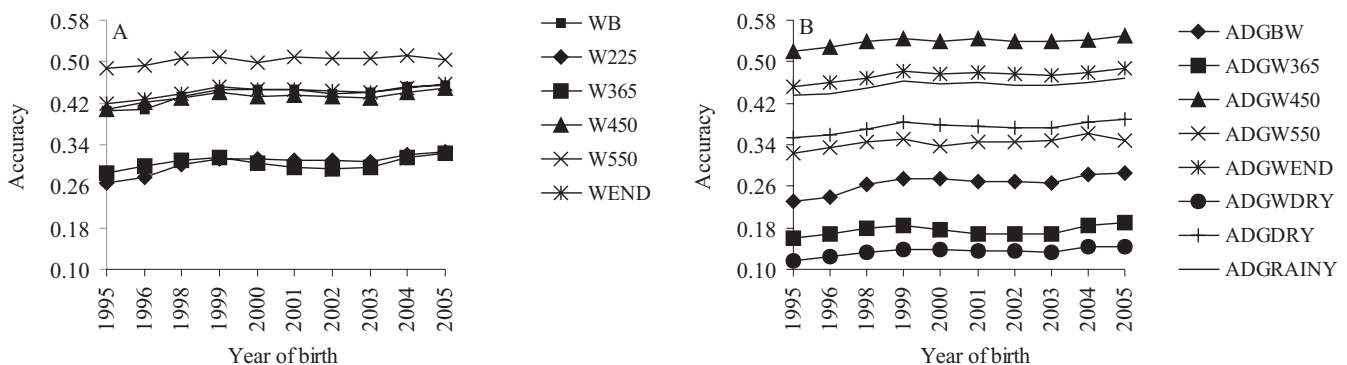 A
0.58
0.50
0.42
0.34
0.26
0.18
0.10
Accuracy
1995
1996
1998
1999
2000
2001
2002
2003
2004
2005
Year of birth
WB
W225
W365
W450
W550
WEND
B
0.58
0.50
0.42
0.34
0.26
0.18
0.10
Accuracy
1995
1996
1998
1999
2000
2001
2002
2003
2004
2005
Year of birth
ADGBW
ADGW365
ADGW450
ADGW550
ADGWEND
ADGWDRY
ADGDRY
ADGRAINY